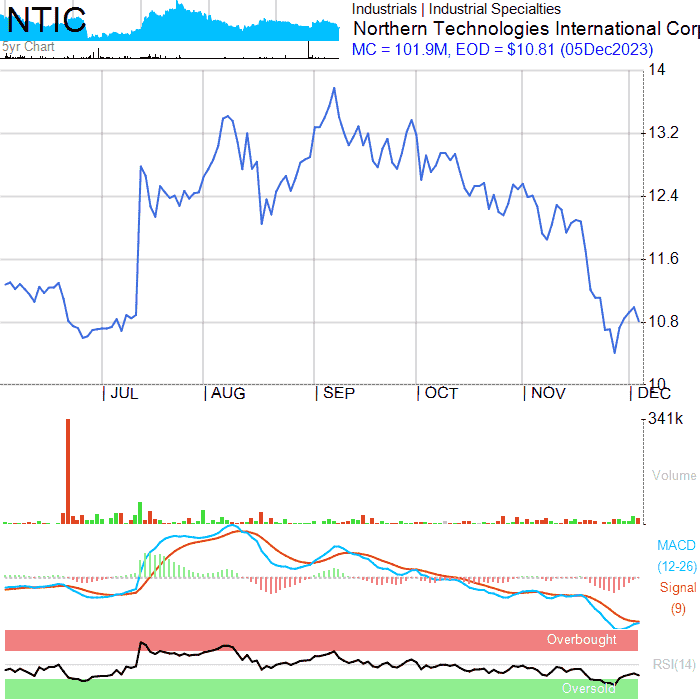 NTIC
5yr Chart
Industrials | Industrial Specialties
Northern Technologies International Corp
MC = 101.9M, EOD = $10.81 (05Dec2023)
14
13.2
12.4
11.6
10.8
10
JUL
AUG
SEP
OCT
NOV
DEC
341k
Volume
MACD
(12-26)
Signal
(9)
Overbought
RSI(14)
Oversold